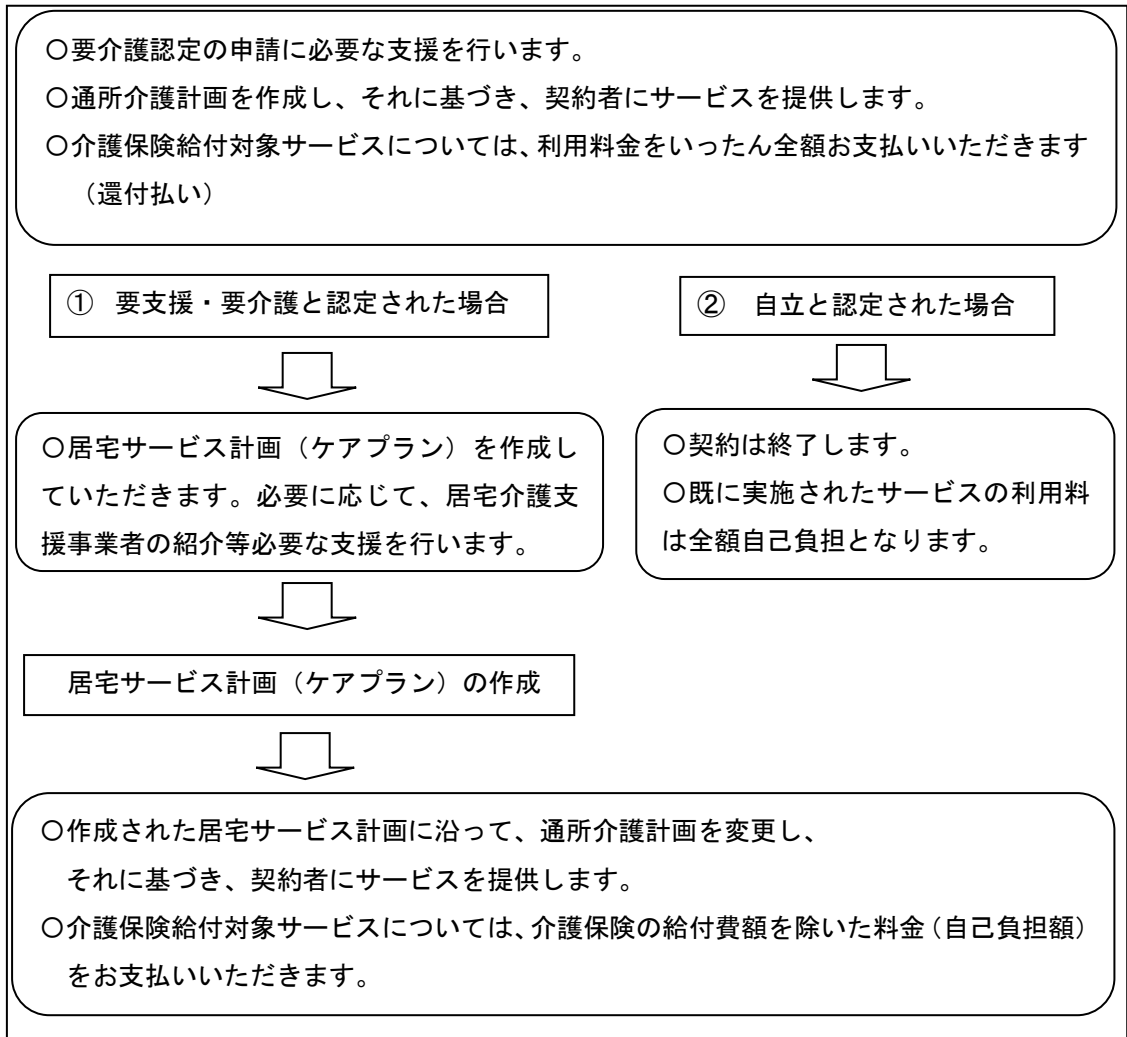 〇要介護認定の申請に必要な支援を行います。
〇通所介護計画を作成し、それに基づき、契約者にサービスを提供します。
〇介護保険給付対象サービスについては、利用料金をいったん全額お支払いいただきます
（還付払い）
① 要支援・要介護と認定された場合
② 自立と認定された場合
〇居宅サービス計画（ケアプラン）を作成し
ていただきます。必要に応じて、居宅介護支
援事業者の紹介等必要な支援を行います。
〇契約は終了します。
〇既に実施されたサービスの利用料
は全額自己負担となります。
居宅サービス計画（ケアプラン）の作成
〇作成された居宅サービス計画に沿って、通所介護計画を変更し、
それに基づき、契約者にサービスを提供します。
〇介護保険給付対象サービスについては、介護保険の給付費額を除いた料金（自己負担額）
をお支払いいただきます。